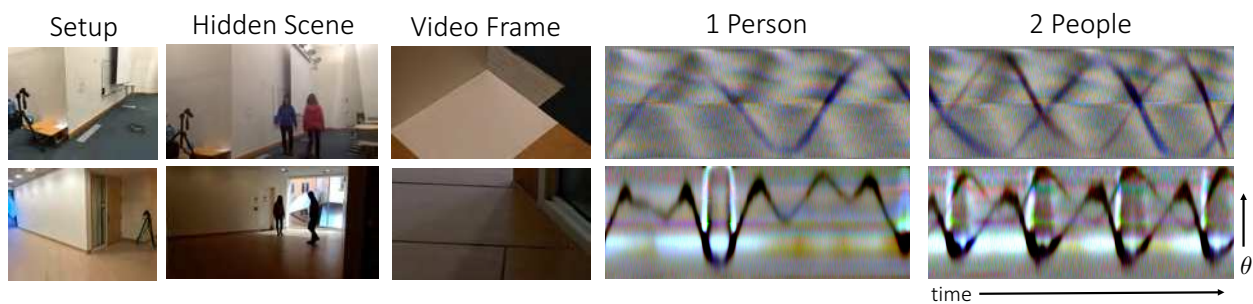 Setup
Hidden Scene
Video Frame
1 Person
2 People
θ
time